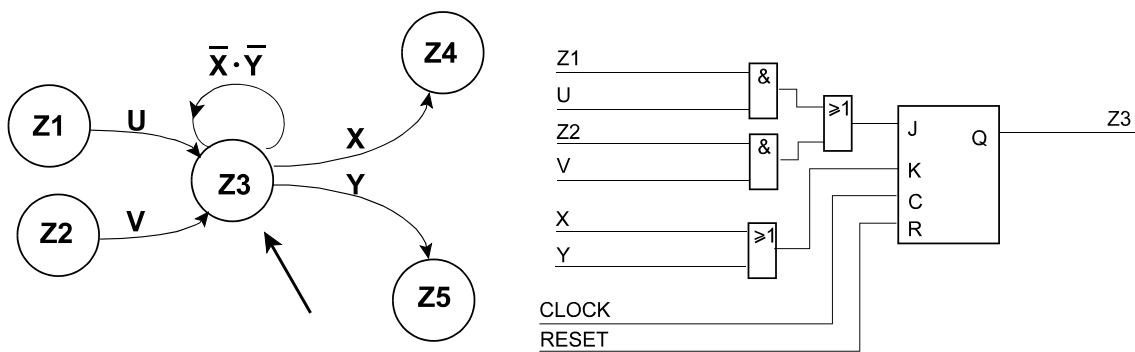 Z1
U
Z2
V
X̅·Y̅
Z3
X
Y
Z4
Z5
Z1
U
Z2
V
X
Y
CLOCK
RESET
&
&
⩾1
⩾1
J
K
C
R
Q
Z3